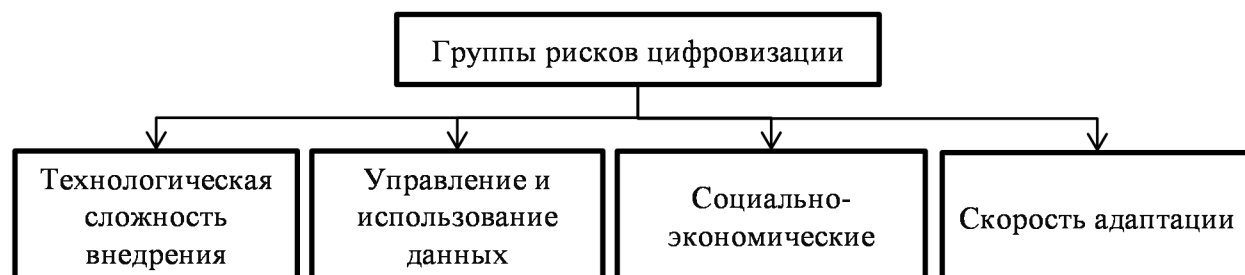 Группы рисков цифровизации
Технологическая
сложность
внедрения
Управление и
использование
данных
Социально-
экономические
Скорость адаптации